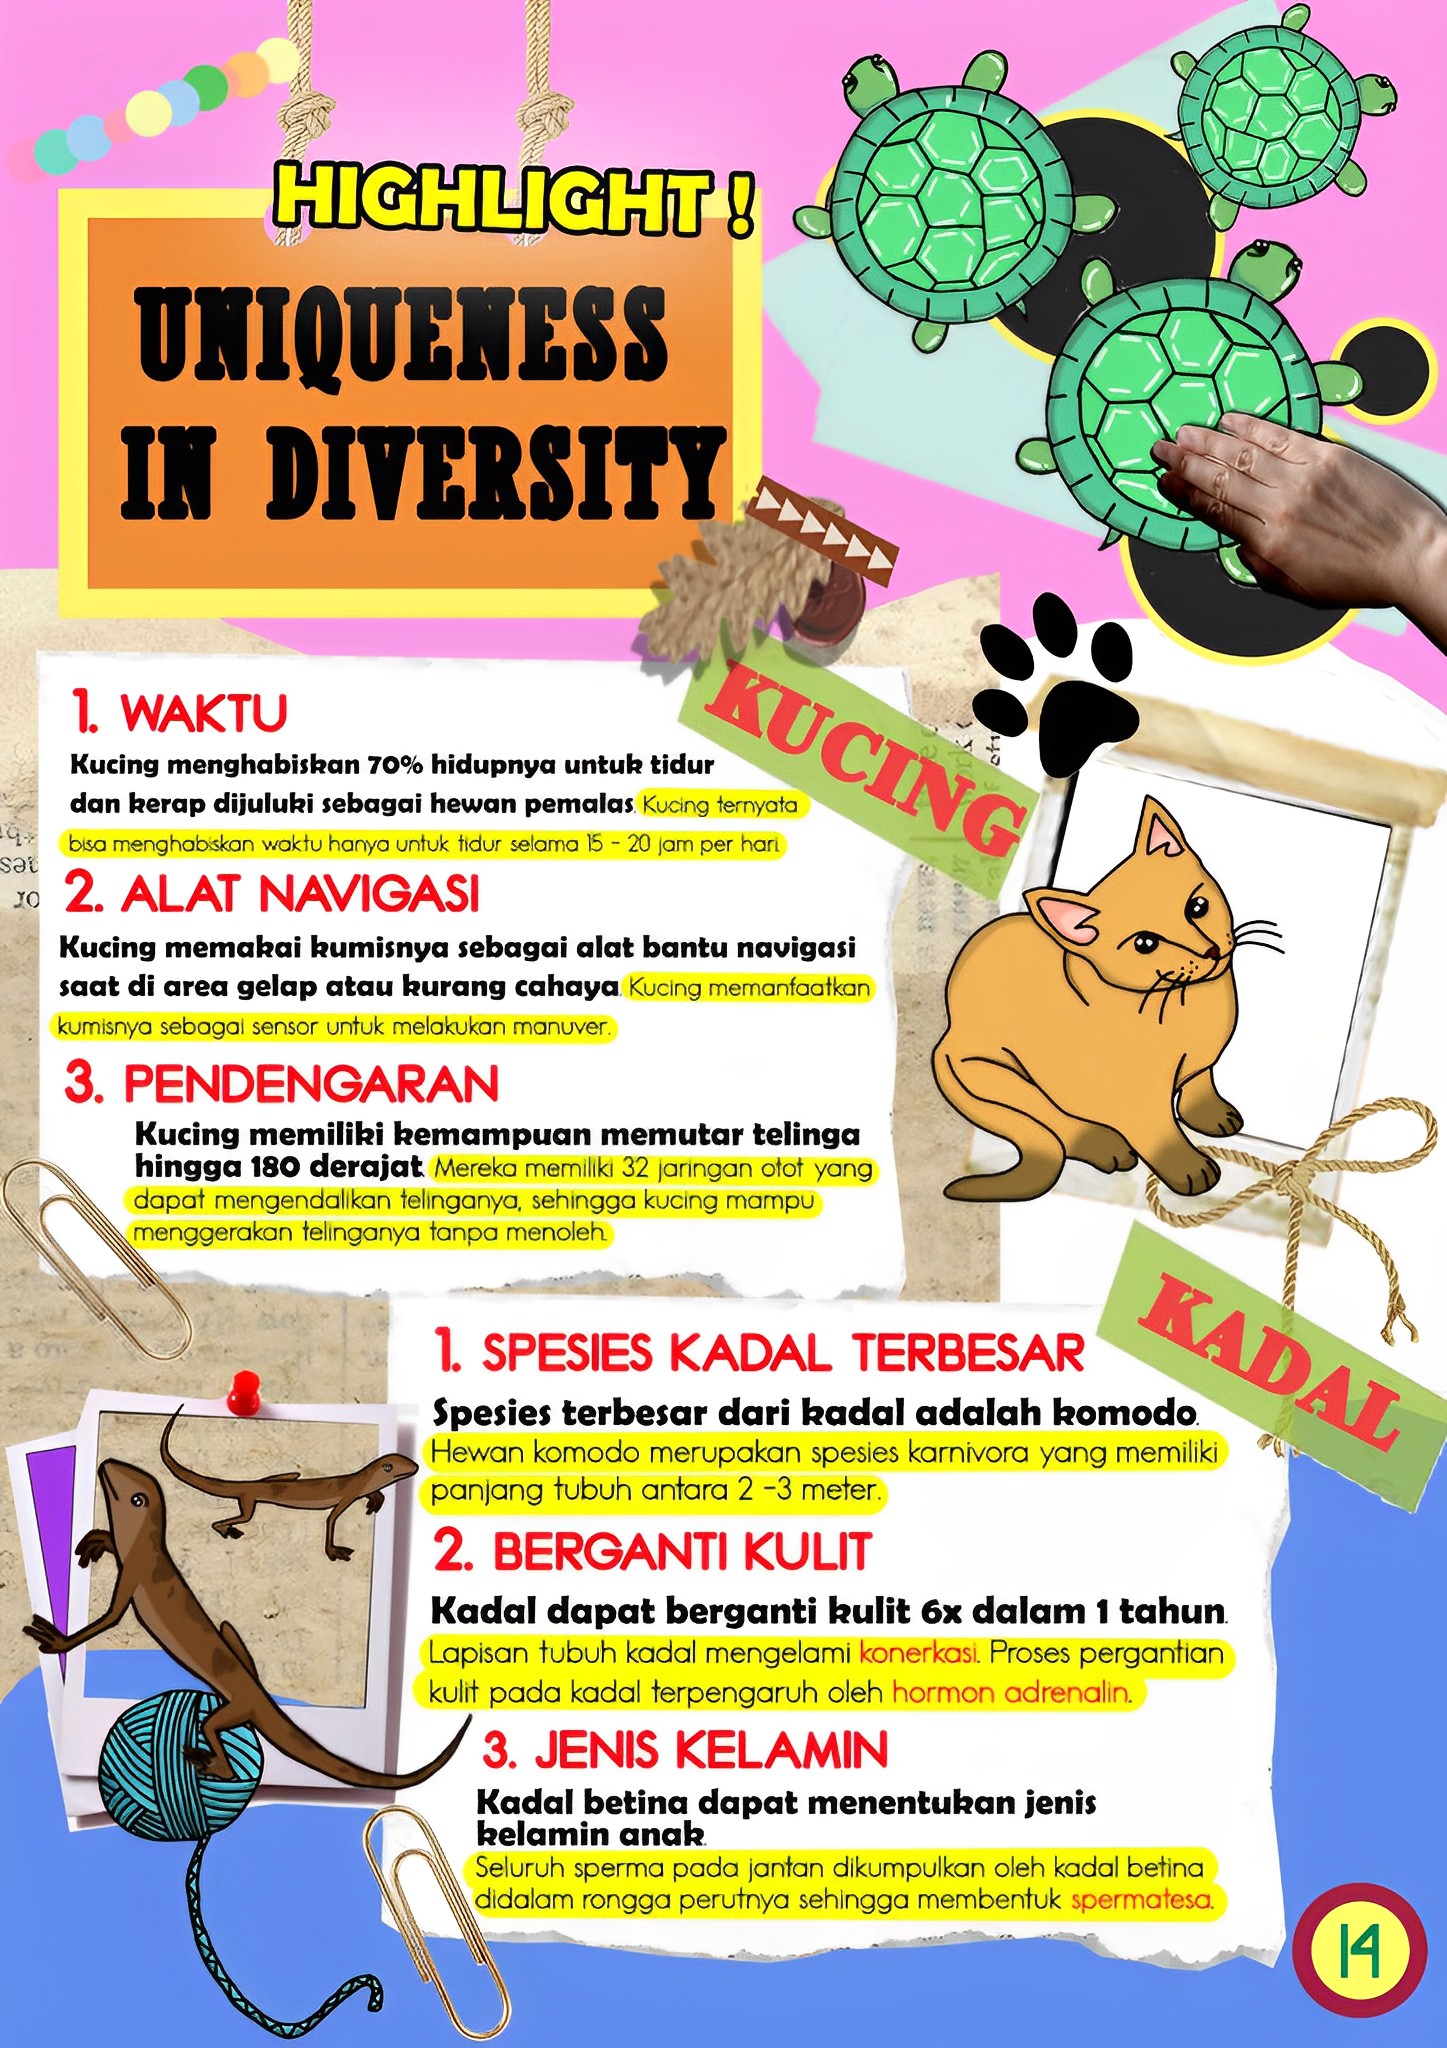 HIGHLIGHT !
UNIQUENESS
IN DIVERSITY
KUCING
1. WAKTU
Kucing menghabiskan 70% hidupnya untuk tidur
dan kerap dijuluki sebagai hewan pemalas. Kucing ternyata
bisa menghabiskan waktu hanya untuk tidur selama 15 - 20 jam per hari.
2. ALAT NAVIGASI
Kucing memakai kumisnya sebagai alat bantu navigasi
saat di area gelap atau kurang cahaya. Kucing memanfaatkan
kumisnya sebagai sensor untuk melakukan manuver.
3. PENDENGARAN
Kucing memiliki kemampuan memutar telinga
hingga 180 derajat. Mereka memiliki 32 jaringan otot yang
dapat mengendalikan telinganya, sehingga kucing mampu
menggerakan telinganya tanpa menoleh.
KADAL
1. SPESIES KADAL TERBESAR
Spesies terbesar dari kadal adalah komodo.
Hewan komodo merupakan spesies karnivora yang memiliki
panjang tubuh antara 2 -3 meter.
2. BERGANTI KULIT
Kadal dapat berganti kulit 6x dalam 1 tahun.
Lapisan tubuh kadal mengelami konerkasi. Proses pergantian
kulit pada kadal terpengaruh oleh hormon adrenalin.
3. JENIS KELAMIN
Kadal betina dapat menentukan jenis
kelamin anak.
Seluruh sperma pada jantan dikumpulkan oleh kadal betina
didalam rongga perutnya sehingga membentuk spermatesa.
14